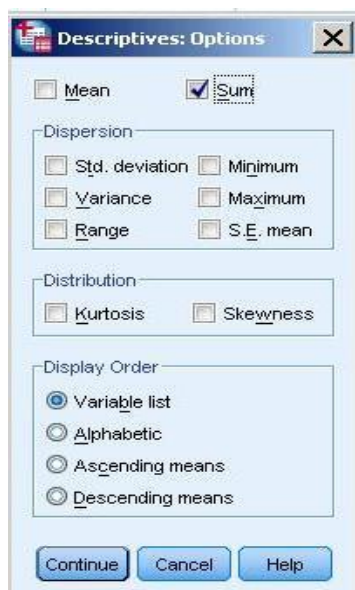 Descriptives: Options
Mean Sum
Dispersion
Std. deviation Minimum
Variance Maximum
Range S.E. mean
Distribution
Kurtosis Skewness
Display Order
Variable list
Alphabetic
Ascending means
Descending means
Continue Cancel Help